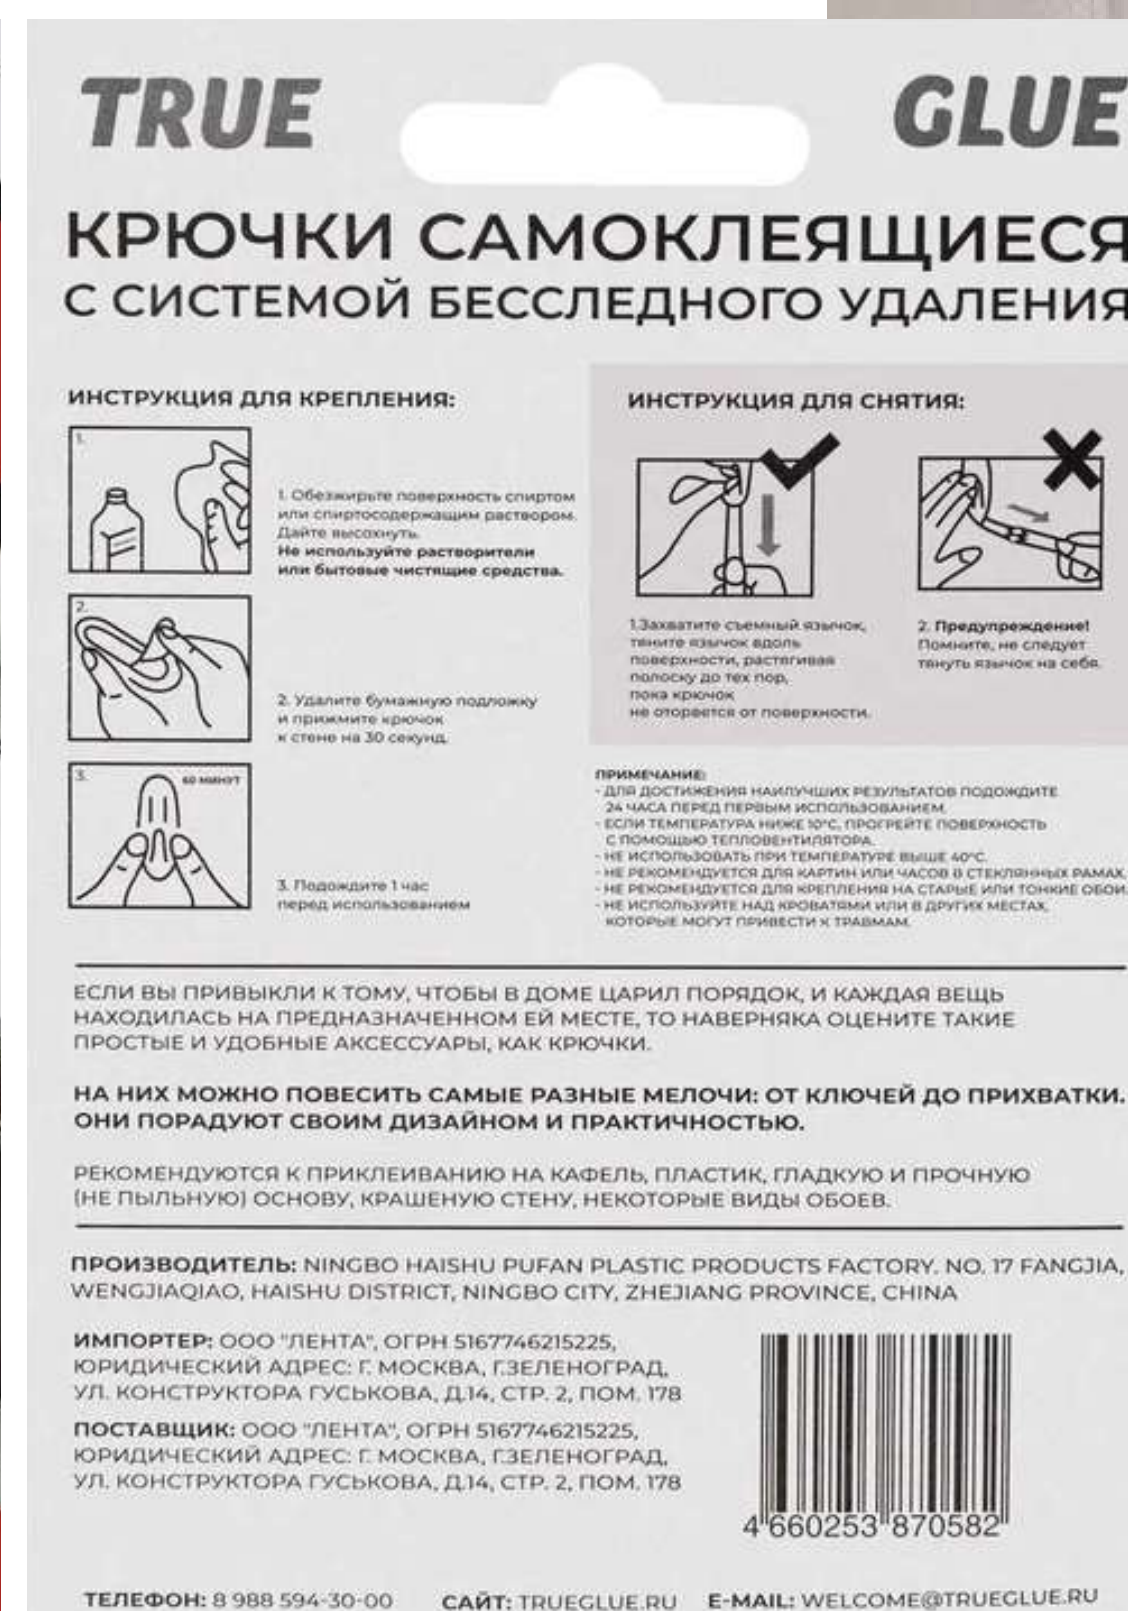 TRUE GLUE
КРЮЧКИ САМОКЛЕЯЩИЕСЯ
С СИСТЕМОЙ БЕССЛЕДНОГО УДАЛЕНИЯ
ИНСТРУКЦИЯ ДЛЯ КРЕПЛЕНИЯ:
1.
1. Обезжирьте поверхность спиртом
или спиртосодержащим раствором.
Дайте высохнуть.
Не используйте растворители
или бытовые чистящие средства.
2.
2. Удалите бумажную подложку
и прижмите крючок
к стене на 30 секунд.
3.
60 МИНУТ
3. Подождите 1 час
перед использованием
ИНСТРУКЦИЯ ДЛЯ СНЯТИЯ:
1.Захватите съемный язычок,
тяните язычок вдоль
поверхности, растягивая
полоску до тех пор,
пока крючок
не оторвется от поверхности.
2. Предупреждение!
Помните, не следует
тянуть язычок на себя.
ПРИМЕЧАНИЕ:
- ДЛЯ ДОСТИЖЕНИЯ НАИЛУЧШИХ РЕЗУЛЬТАТОВ ПОДОЖДИТЕ
24 ЧАСА ПЕРЕД ПЕРВЫМ ИСПОЛЬЗОВАНИЕМ.
- ЕСЛИ ТЕМПЕРАТУРА НИЖЕ 10°C, ПРОГРЕЙТЕ ПОВЕРХНОСТЬ
С ПОМОЩЬЮ ТЕПЛОВЕНТИЛЯТОРА.
- НЕ ИСПОЛЬЗОВАТЬ ПРИ ТЕМПЕРАТУРЕ ВЫШЕ 40°C.
- НЕ РЕКОМЕНДУЕТСЯ ДЛЯ КАРТИН ИЛИ ЧАСОВ В СТЕКЛЯННЫХ РАМАХ.
- НЕ РЕКОМЕНДУЕТСЯ ДЛЯ КРЕПЛЕНИЯ НА СТАРЫЕ ИЛИ ТОНКИЕ ОБОИ.
- НЕ ИСПОЛЬЗУЙТЕ НАД КРОВАТЯМИ ИЛИ В ДРУГИХ МЕСТАХ,
КОТОРЫЕ МОГУТ ПРИВЕСТИ К ТРАВМАМ.
ЕСЛИ ВЫ ПРИВЫКЛИ К ТОМУ, ЧТОБЫ В ДОМЕ ЦАРИЛ ПОРЯДОК, И КАЖДАЯ ВЕЩЬ
НАХОДИЛАСЬ НА ПРЕДНАЗНАЧЕННОМ ЕЙ МЕСТЕ, ТО НАВЕРНЯКА ОЦЕНИТЕ ТАКИЕ
ПРОСТЫЕ И УДОБНЫЕ АКСЕССУАРЫ, КАК КРЮЧКИ.
НА НИХ МОЖНО ПОВЕСИТЬ САМЫЕ РАЗНЫЕ МЕЛОЧИ: ОТ КЛЮЧЕЙ ДО ПРИХВАТКИ.
ОНИ ПОРАДУЮТ СВОИМ ДИЗАЙНОМ И ПРАКТИЧНОСТЬЮ.
РЕКОМЕНДУЮТСЯ К ПРИКЛЕИВАНИЮ НА КАФЕЛЬ, ПЛАСТИК, ГЛАДКУЮ И ПРОЧНУЮ
(НЕ ПЫЛЬНУЮ) ОСНОВУ, КРАШЕНУЮ СТЕНУ, НЕКОТОРЫЕ ВИДЫ ОБОЕВ.
ПРОИЗВОДИТЕЛЬ: NINGBO HAISHU PUFAN PLASTIC PRODUCTS FACTORY. NO. 17 FANGJIA,
WENGJIAQIAO, HAISHU DISTRICT, NINGBO CITY, ZHEJIANG PROVINCE, CHINA
ИМПОРТЕР: ООО "ЛЕНТА", ОГРН 5167746215225,
ЮРИДИЧЕСКИЙ АДРЕС: Г. МОСКВА, Г.ЗЕЛЕНОГРАД,
УЛ. КОНСТРУКТОРА ГУСЬКОВА, Д.14, СТР. 2, ПОМ. 178
ПОСТАВЩИК: ООО "ЛЕНТА", ОГРН 5167746215225,
ЮРИДИЧЕСКИЙ АДРЕС: Г. МОСКВА, Г.ЗЕЛЕНОГРАД,
УЛ. КОНСТРУКТОРА ГУСЬКОВА, Д.14, СТР. 2, ПОМ. 178
4 660253 870582
ТЕЛЕФОН: 8 988 594-30-00 САЙТ: TRUEGLUE.RU E-MAIL: WELCOME@TRUEGLUE.RU